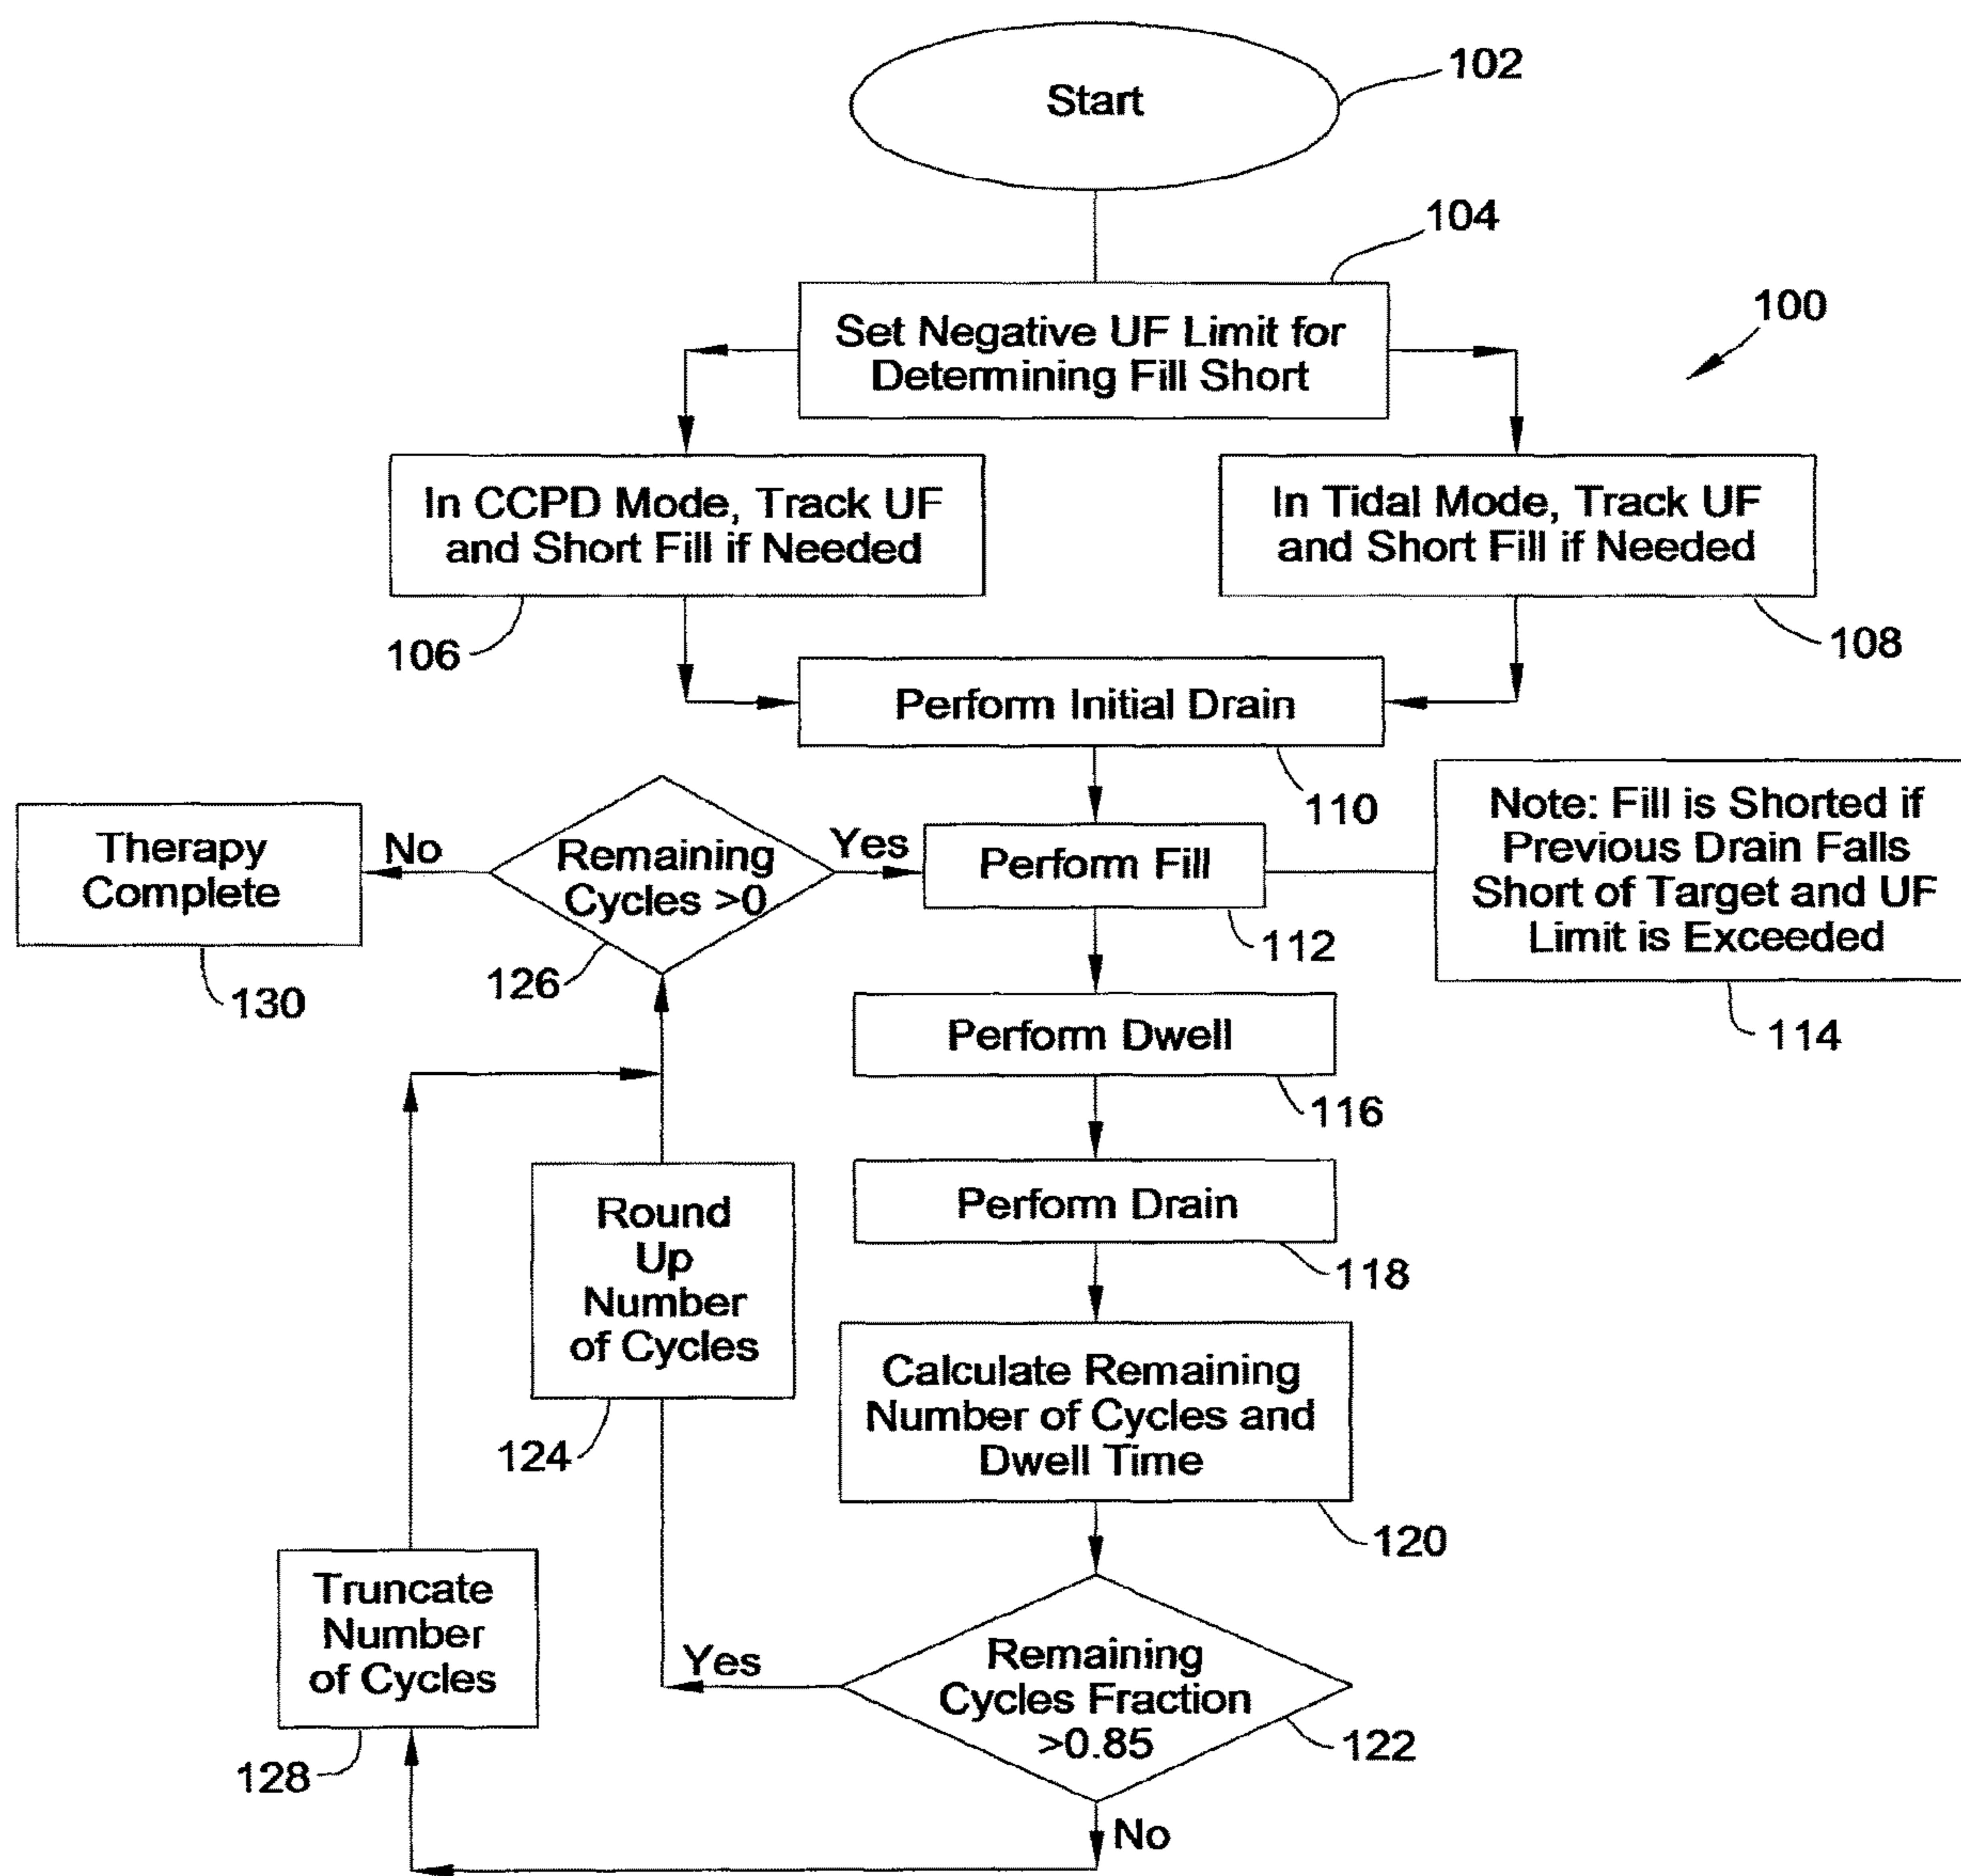 Start
102
104
Set Negative UF Limit for
Determining Fill Short
100
In CCPD Mode, Track UF
and Short Fill if Needed
106
In Tidal Mode, Track UF
and Short Fill if Needed
108
Perform Initial Drain
110
Therapy
Complete
130
No
Remaining
Cycles >0
126
Yes
Perform Fill
112
Note: Fill is Shorted if
Previous Drain Falls
Short of Target and UF
Limit is Exceeded
114
Perform Dwell
116
Perform Drain
118
Round
Up
Number
of Cycles
124
Calculate Remaining
Number of Cycles and
Dwell Time
120
Truncate
Number
of Cycles
128
Yes
Remaining
Cycles Fraction
>0.85
122
No